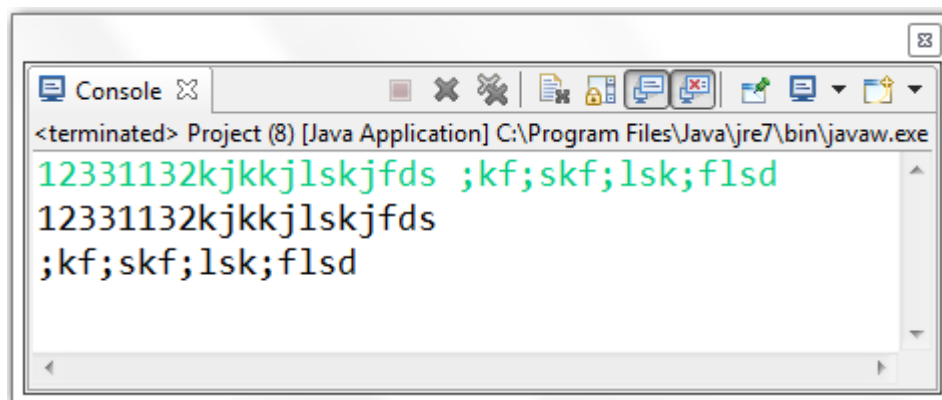 Console
<terminated> Project (8) [Java Application] C:\Program Files\Java\jre7\bin\javaw.exe
12331132kjkkjlskjfds ;kf;skf;lsk;flsd
12331132kjkkjlskjfds
;kf;skf;lsk;flsd